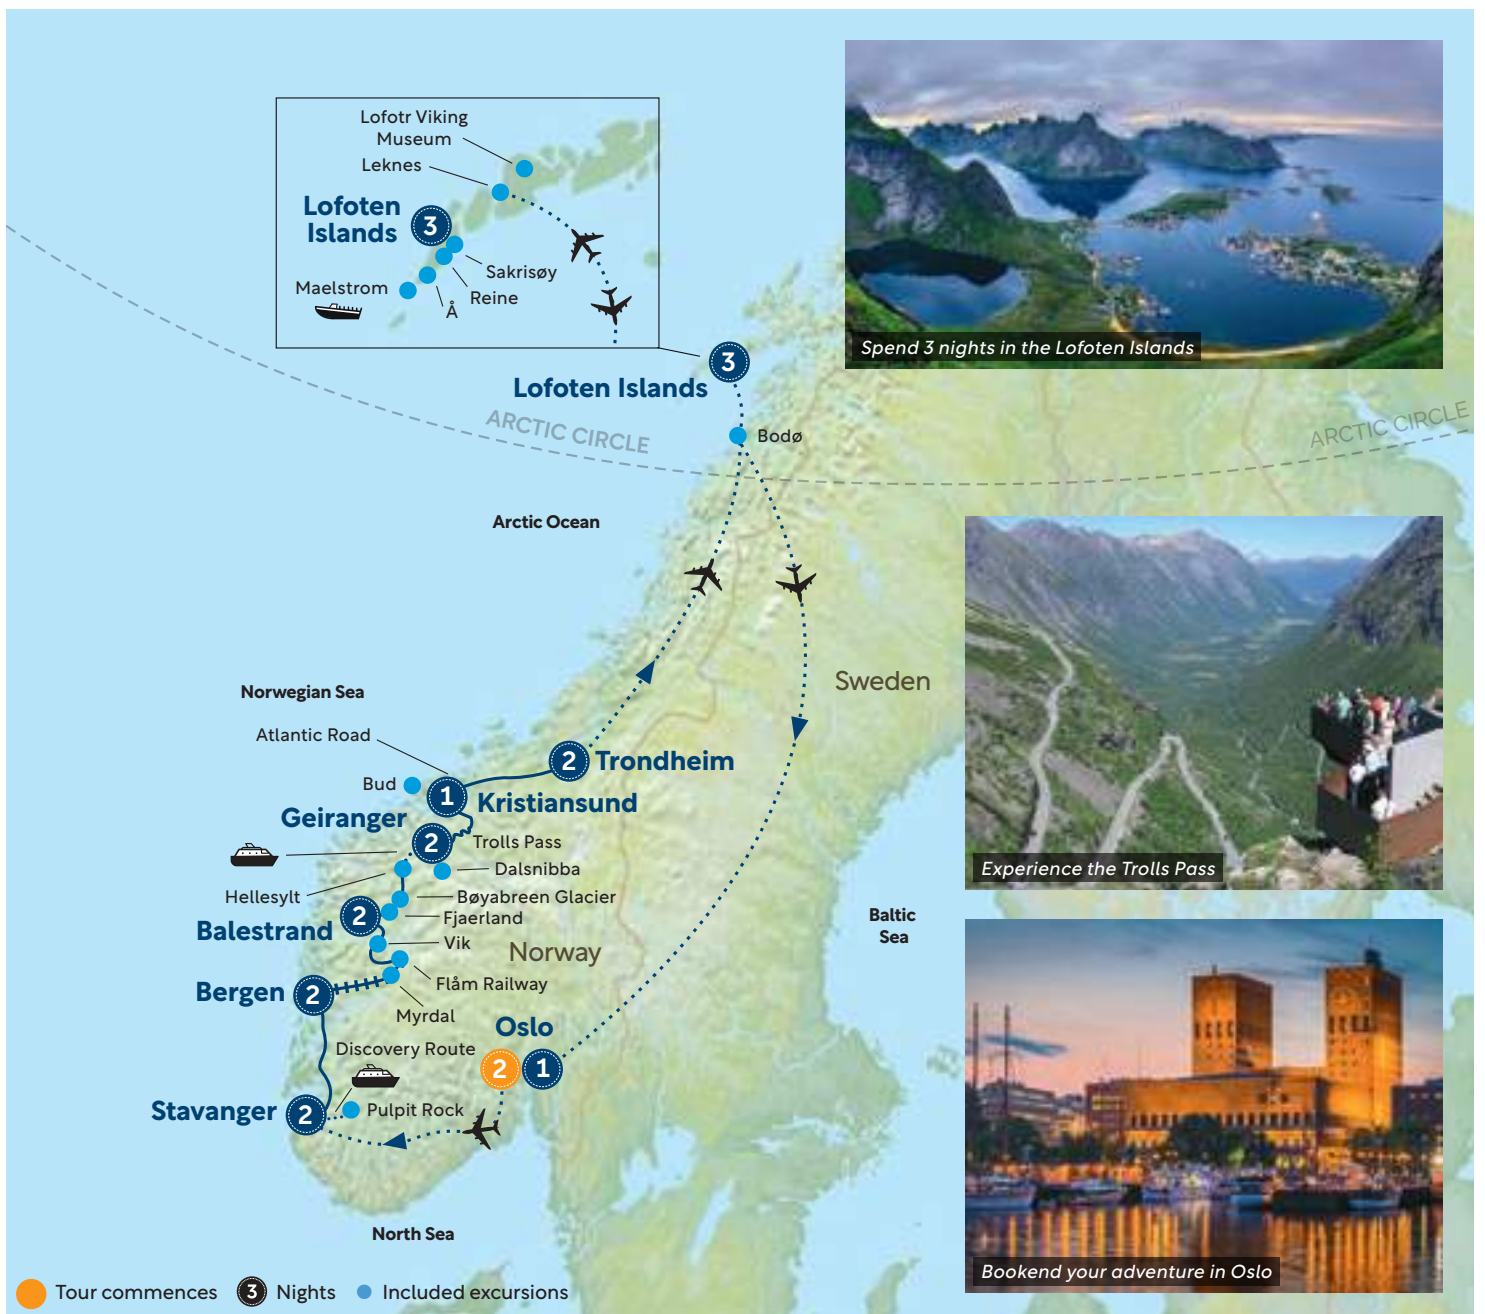 Lofotr Viking
Museum
Leknes
Lofoten
Islands
3
Sakrisøy
Reine
Å
Maelstrom
Spend 3 nights in the Lofoten Islands
3
Lofoten Islands
ARCTIC CIRCLE
ARCTIC CIRCLE
Bodø
Arctic Ocean
Sweden
Norwegian Sea
Atlantic Road
2
Trondheim
Bud
1
Kristiansund
Geiranger
2
Trolls Pass
Dalsnibba
Hellesylt
Bøyabreen Glacier
Fjaerland
2
Balestrand
Vik
Norway
Flåm Railway
Bergen
2
Myrdal
Oslo
2
1
Discovery Route
Stavanger
2
Pulpit Rock
Baltic
Sea
North Sea
Experience the Trolls Pass
Bookend your adventure in Oslo
Tour commences
3
Nights
Included excursions